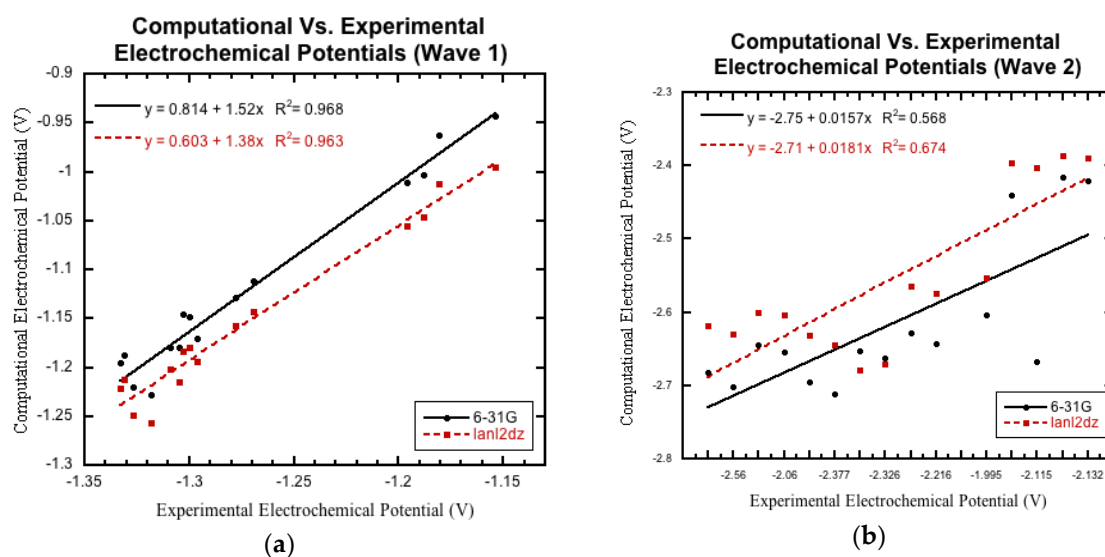 Computational Vs. Experimental
Electrochemical Potentials (Wave 1)
-0.9
-0.95
-1
-1.05
-1.1
-1.15
-1.2
-1.25
-1.3
y = 0.814 + 1.52x R²= 0.968
y = 0.603 + 1.38x R²= 0.963
6-31G
lanl2dz
-1.35
-1.3
-1.25
-1.2
-1.15
Computational Electrochemical Potential (V)
Experimental Electrochemical Potential (V)
(a)
Computational Vs. Experimental
Electrochemical Potentials (Wave 2)
-2.3
-2.4
-2.5
-2.6
-2.7
-2.8
y = -2.75 + 0.0157x R²= 0.568
y = -2.71 + 0.0181x R²= 0.674
6-31G
lanl2dz
-2.56
-2.06
-2.377
-2.326
-2.216
-1.995
-2.115
-2.132
Computational Electrochemical Potential (V)
Experimental Electrochemical Potential (V)
(b)